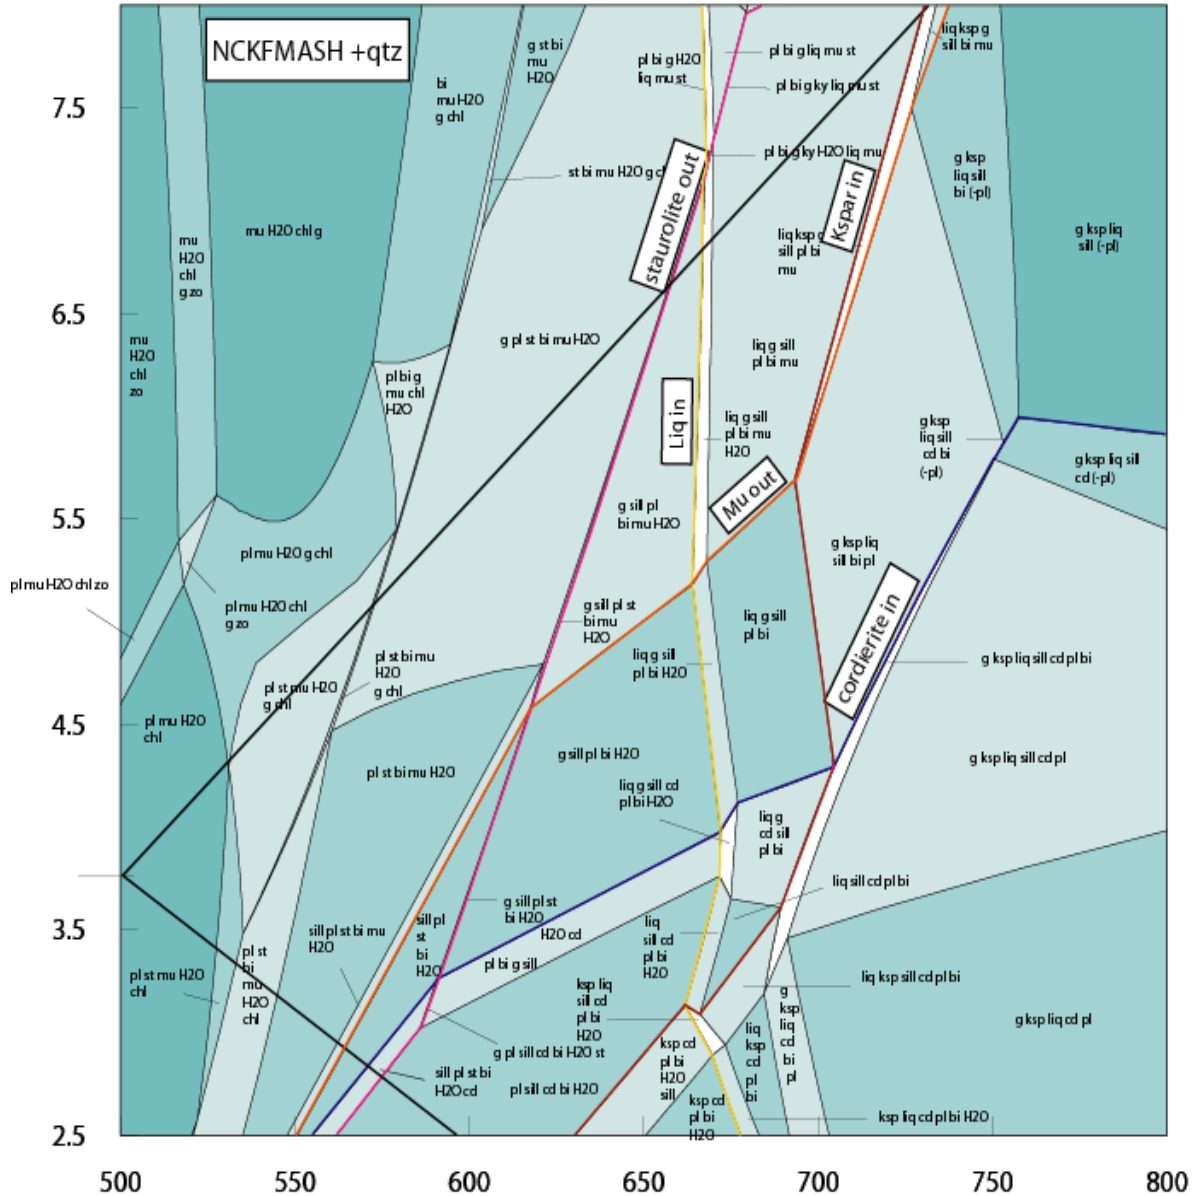 NCKFMASH +qtz
g st bi
mu
H2O
pl bi g H2O
liq mu st
pl bi g liq mu st
liq ksp g
sill bi mu
bi
mu H2O
g chl
pl bi g ky liq mu st
7.5
st bi mu H2O g ch
pl bi g ky H2O liq mu
g ksp
liq sill
bi (-pl)
staurolite out
Kspar in
mu H2O chl g
mu
H2O
chl
g zo
liq ksp g
sill pl bi
mu
g ksp liq
sill (-pl)
6.5
mu
H2O
chl
zo
g pl st bi mu H2O
liq g sill
pl bi mu
pl bi g
mu chl
H2O
Liq in
liq g sill
pl bi mu
H2O
g ksp
liq sill
cd bi
(-pl)
g ksp liq sill
cd (-pl)
Mu out
5.5
g sill pl
bi mu H2O
pl mu H2O g chl
g ksp liq
sill bi pl
pl mu H2O chl zo
pl mu H2O chl
g zo
g sill pl st
bi mu
H2O
liq g sill
pl bi
cordierite in
pl st bi mu
H2O
g chl
liq g sill
pl bi H2O
g ksp liq sill cd pl bi
pl st mu H2O
g chl
4.5
pl mu H2O
chl
pl st bi mu H2O
g sill pl bi H2O
g ksp liq sill cd pl
liq g sill cd
pl bi H2O
liq g
cd sill
pl bi
liq sill cd pl bi
3.5
sill pl st bi mu
H2O
sill pl
st
bi
H2O
g sill pl st
bi H2O
H2O cd
pl bi g sill
liq
sill cd
pl bi
H2O
pl st mu H2O
chl
pl st
bi
mu
H2O
chl
ksp liq
sill cd
pl bi
H2O
liq ksp sill cd pl bi
g
ksp
liq
cd
bi
pl
g ksp liq cd pl
g pl sill cd bi H2O st
ksp cd
pl bi
H2O
sill
liq
ksp
cd
pl
bi
sill pl st bi
H2O cd
pl sill cd bi H2O
ksp cd
pl bi
H2O
ksp liq cd pl bi H2O
2.5
500 550 600 650 700 750 800